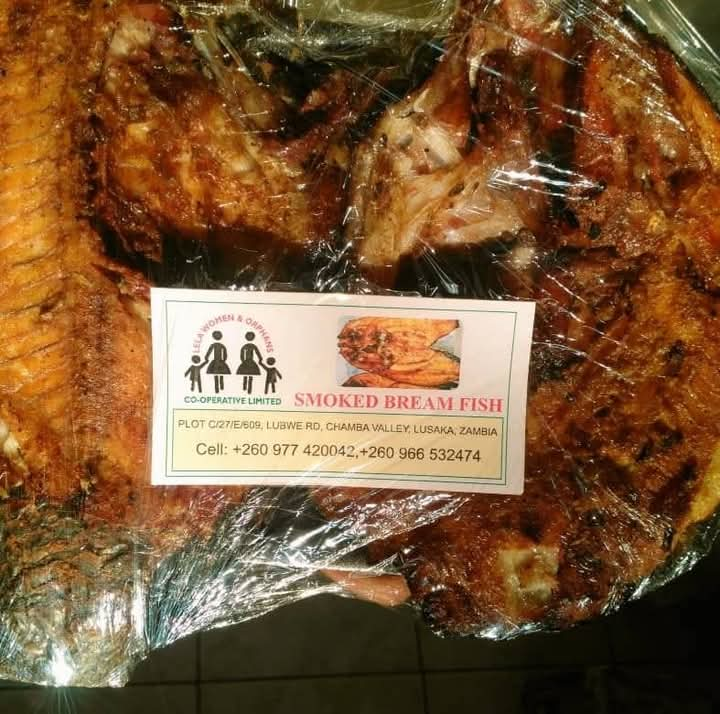 LELA WOMEN & ORPHANS
CO-OPERATIVE LIMITED
SMOKED BREAM FISH
PLOT C/27/E/609, LUBWE RD, CHAMBA VALLEY, LUSAKA, ZAMBIA
Cell: +260 977 420042,+260 966 532474